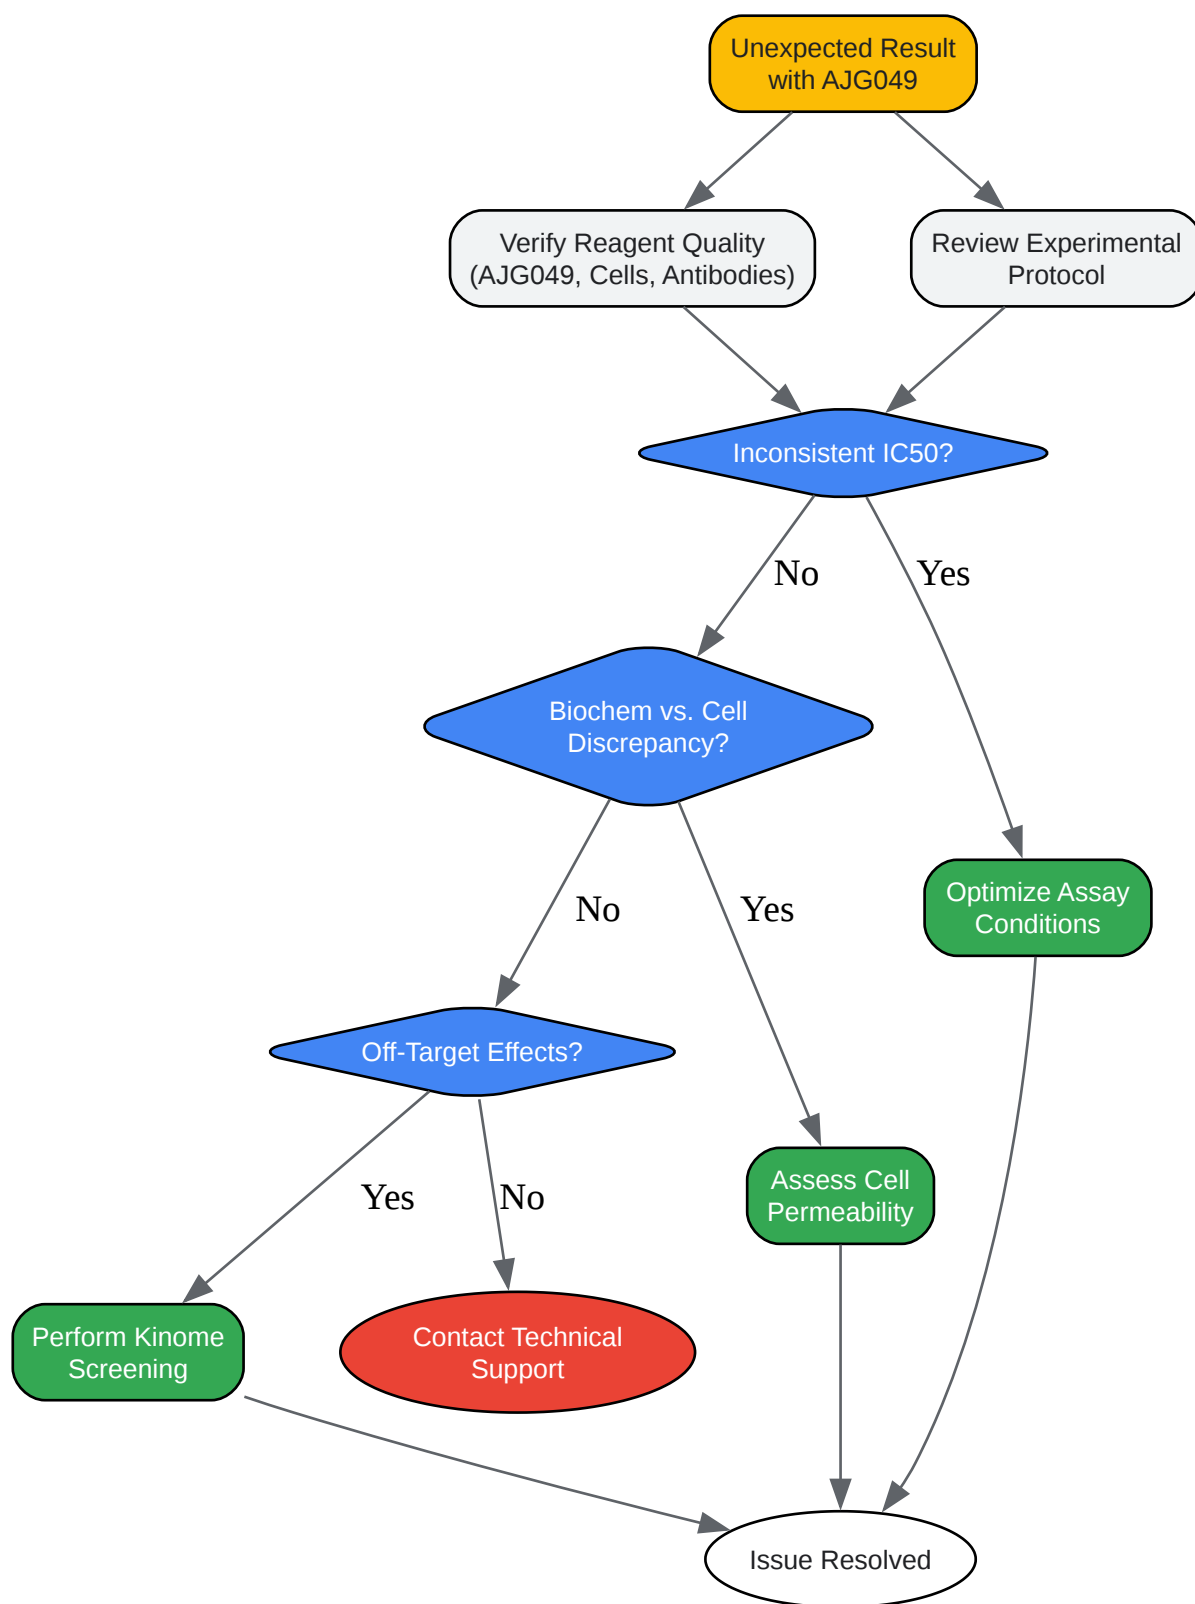 Unexpected Result
with AJG049
Verify Reagent Quality
(AJG049, Cells, Antibodies)
Review Experimental
Protocol
Inconsistent IC50?
No
Yes
Biochem vs. Cell
Discrepancy?
Optimize Assay
Conditions
No
Yes
Off-Target Effects?
Assess Cell
Permeability
Yes
No
Perform Kinome
Screening
Contact Technical
Support
Issue Resolved